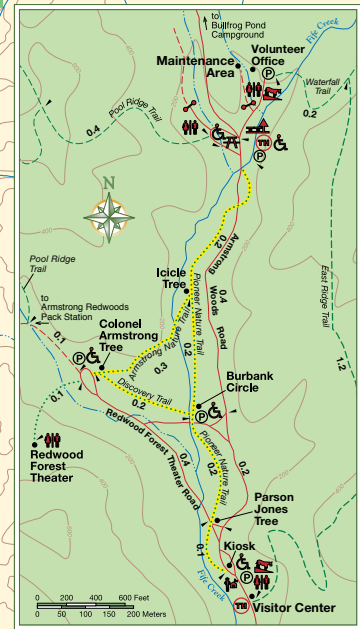 to
Bullfrog Pond
Campground
Fife Creek
Volunteer
Office
Maintenance
Area
P
Waterfall
Trail
0.2
Pool Ridge Trail
0.4
TH
P
400
N
200
400
Armstrong
0.2
Woods
0.4
Road
Pool Ridge
Trail
Icicle
Tree
Pioneer Nature Trail
0.2
East Ridge Trail
1.2
to
Armstrong Redwoods
Pack Station
0.1
Colonel
Armstrong
Tree
P
Armstrong Nature Trail
0.3
Discovery Trail
0.2
Burbank
Circle
P
0.1
Redwood Forest Theater Road
0.4
Redwood
Forest
Theater
Pioneer Nature Trail
0.2
0.2
Parson
Jones
Tree
0.1
Kiosk
P
Fife Creek
TH
Visitor Center
0 200 400 600 Feet
0 50 100 150 200 Meters